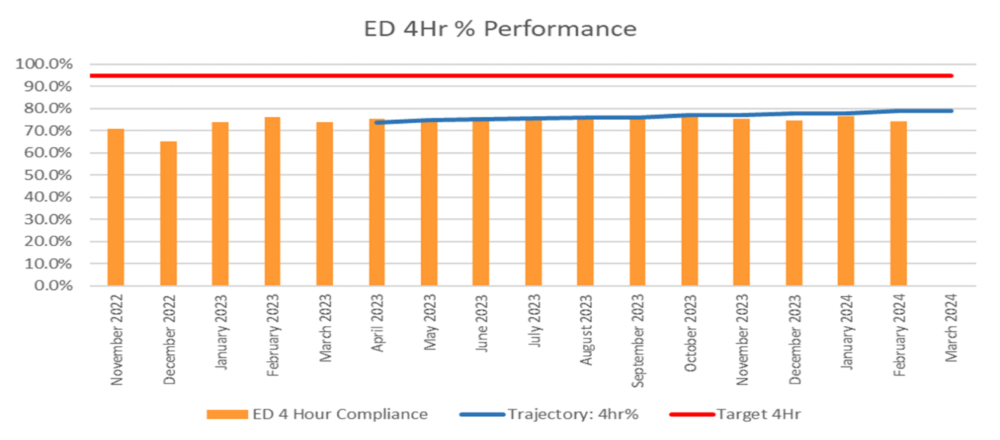 ED 4Hr % Performance
100.0%
90.0%
80.0%
70.0%
60.0%
50.0%
40.0%
30.0%
20.0%
10.0%
0.0%
November 2022
December 2022
January 2023
February 2023
March 2023
April 2023
May 2023
June 2023
July 2023
August 2023
September 2023
October 2023
November 2023
December 2023
January 2024
February 2024
March 2024
ED 4 Hour Compliance
Trajectory: 4hr%
Target 4Hr